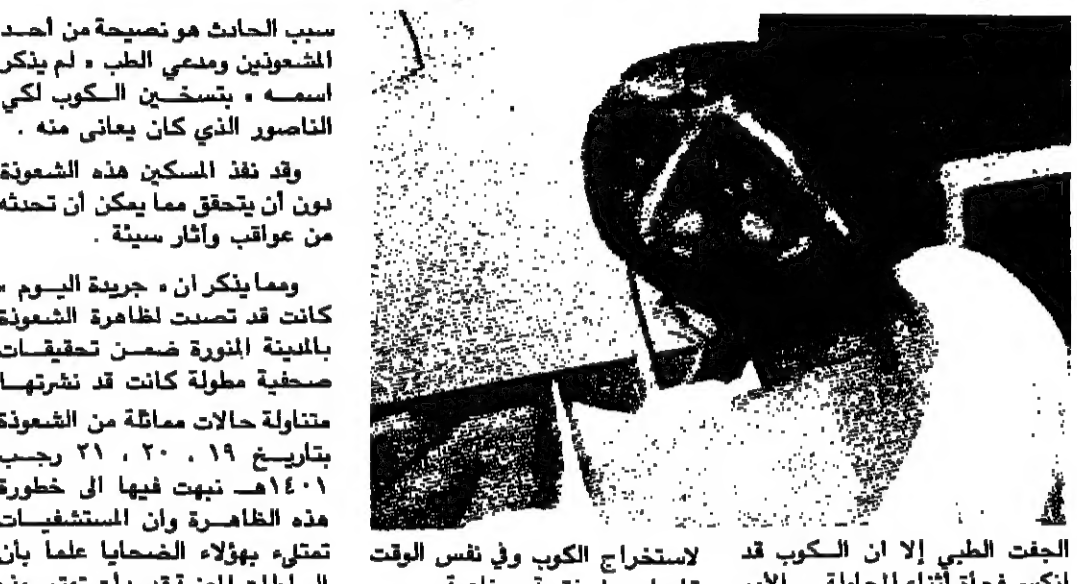 الجفت الطبي إلا ان الكوب قد
لاستخراج الكوب وفي نفس الوقت
سبب الحادث هو نصيحة من أحد
المشعوذين ومدعي الطب « لم يذكر
اسمه » بتسخين الكوب لكي
الناصور الذي كان يعانى منه .
وقد نفذ المسكين هذه الشعوذة
دون أن يتحقق مما يمكن أن تحدثه
من عواقب وآثار سيئة .
ومما يذكر ان « جريدة اليوم »
كانت قد تصدت لظاهرة الشعوذة
بالمدينة المنورة ضمن تحقيقات
صحفية مطولة كانت قد نشرتها
متناولة حالات مماثلة من الشعوذة
بتاريخ ١٩ ، ٢٠ ، ٢١ رجب
١٤٠١هـ نبهت فيها الى خطورة
هذه الظاهرة وان المستشفيات
تمتلىء بهؤلاء الضحايا علما بأن